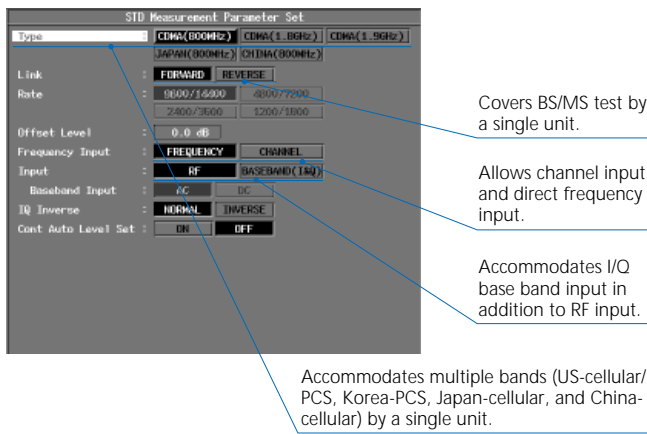 STD Measurement Parameter Set
Type : CDMA(800MHz) CDMA(1.8GHz) CDMA(1.9GHz)
JAPAN(800MHz) CHINA(800MHz)
Link : FORWARD REVERSE
Rate : 9600/14400 4800/7200
2400/3600 1200/1800
Offset Level : 0.0 dB
Frequency Input : FREQUENCY CHANNEL
Input : RF BASEBAND(I&Q)
Baseband Input : AC DC
IQ Inverse : NORMAL INVERSE
Cont Auto Level Set : ON OFF
Covers BS/MS test by
a single unit.
Allows channel input
and direct frequency
input.
Accommodates I/Q
base band input in
addition to RF input.
Accommodates multiple bands (US-cellular/
PCS, Korea-PCS, Japan-cellular, and China-
cellular) by a single unit.